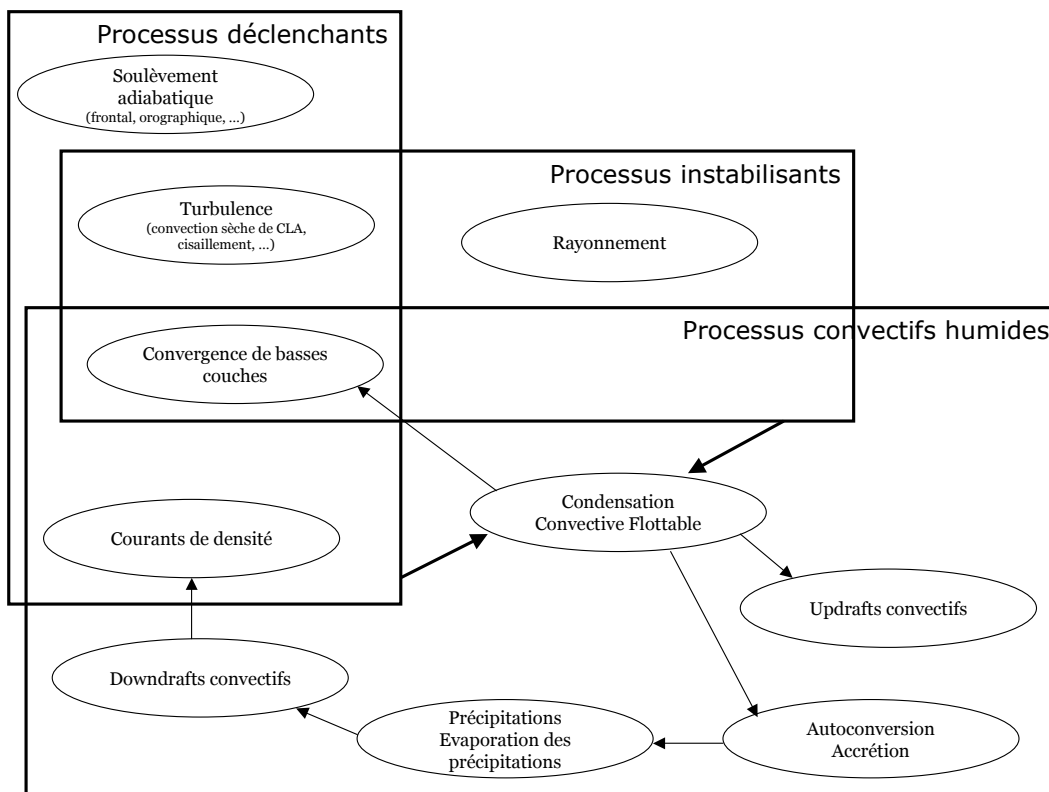 Processus déclenchants
Soulèvement
adiabatique
(frontal, orographique, ...)
Processus instabilisants
Turbulence
(convection sèche de CLA,
cisaillement, ...)
Rayonnement
Processus convectifs humides
Convergence de basses
couches
Condensation
Convective Flottable
Courants de densité
Updrafts convectifs
Downdrafts convectifs
Précipitations
Evaporation des
précipitations
Autoconversion
Accrétion